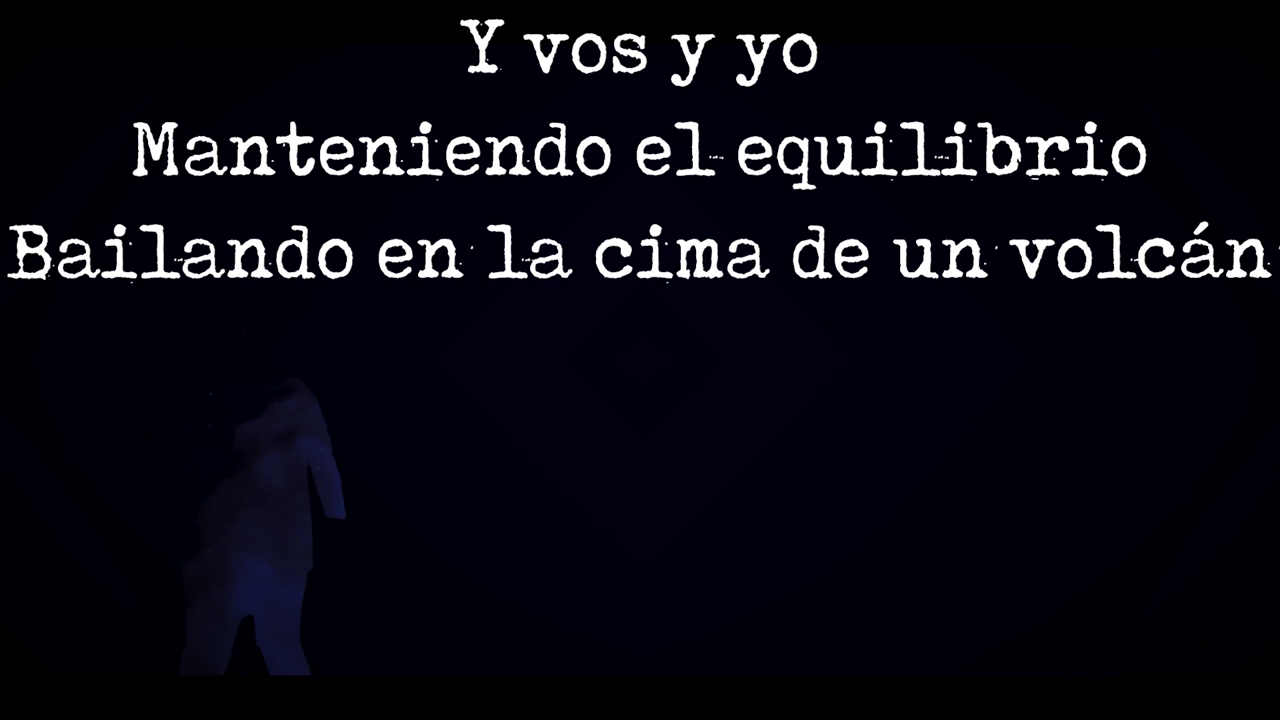 Y vos y yo
Manteniendo el equilibrio
Bailando en la cima de un volcán